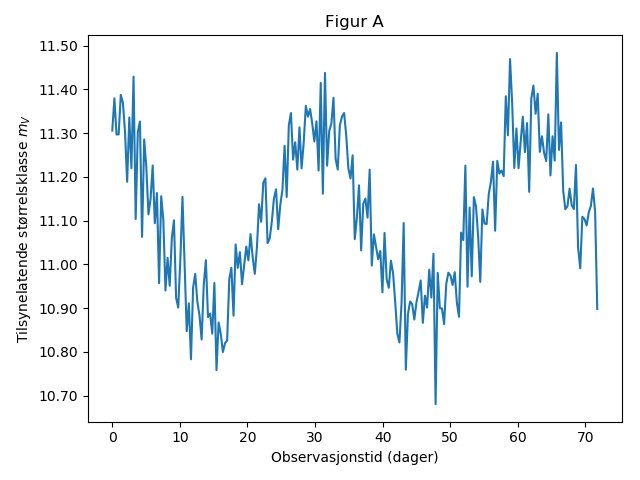 Figur A
Tilsynelatende størrelsklasse $m_V$
11.50
11.40
11.30
11.20
11.10
11.00
10.90
10.80
10.70
0 10 20 30 40 50 60 70
Observasjonstid (dager)